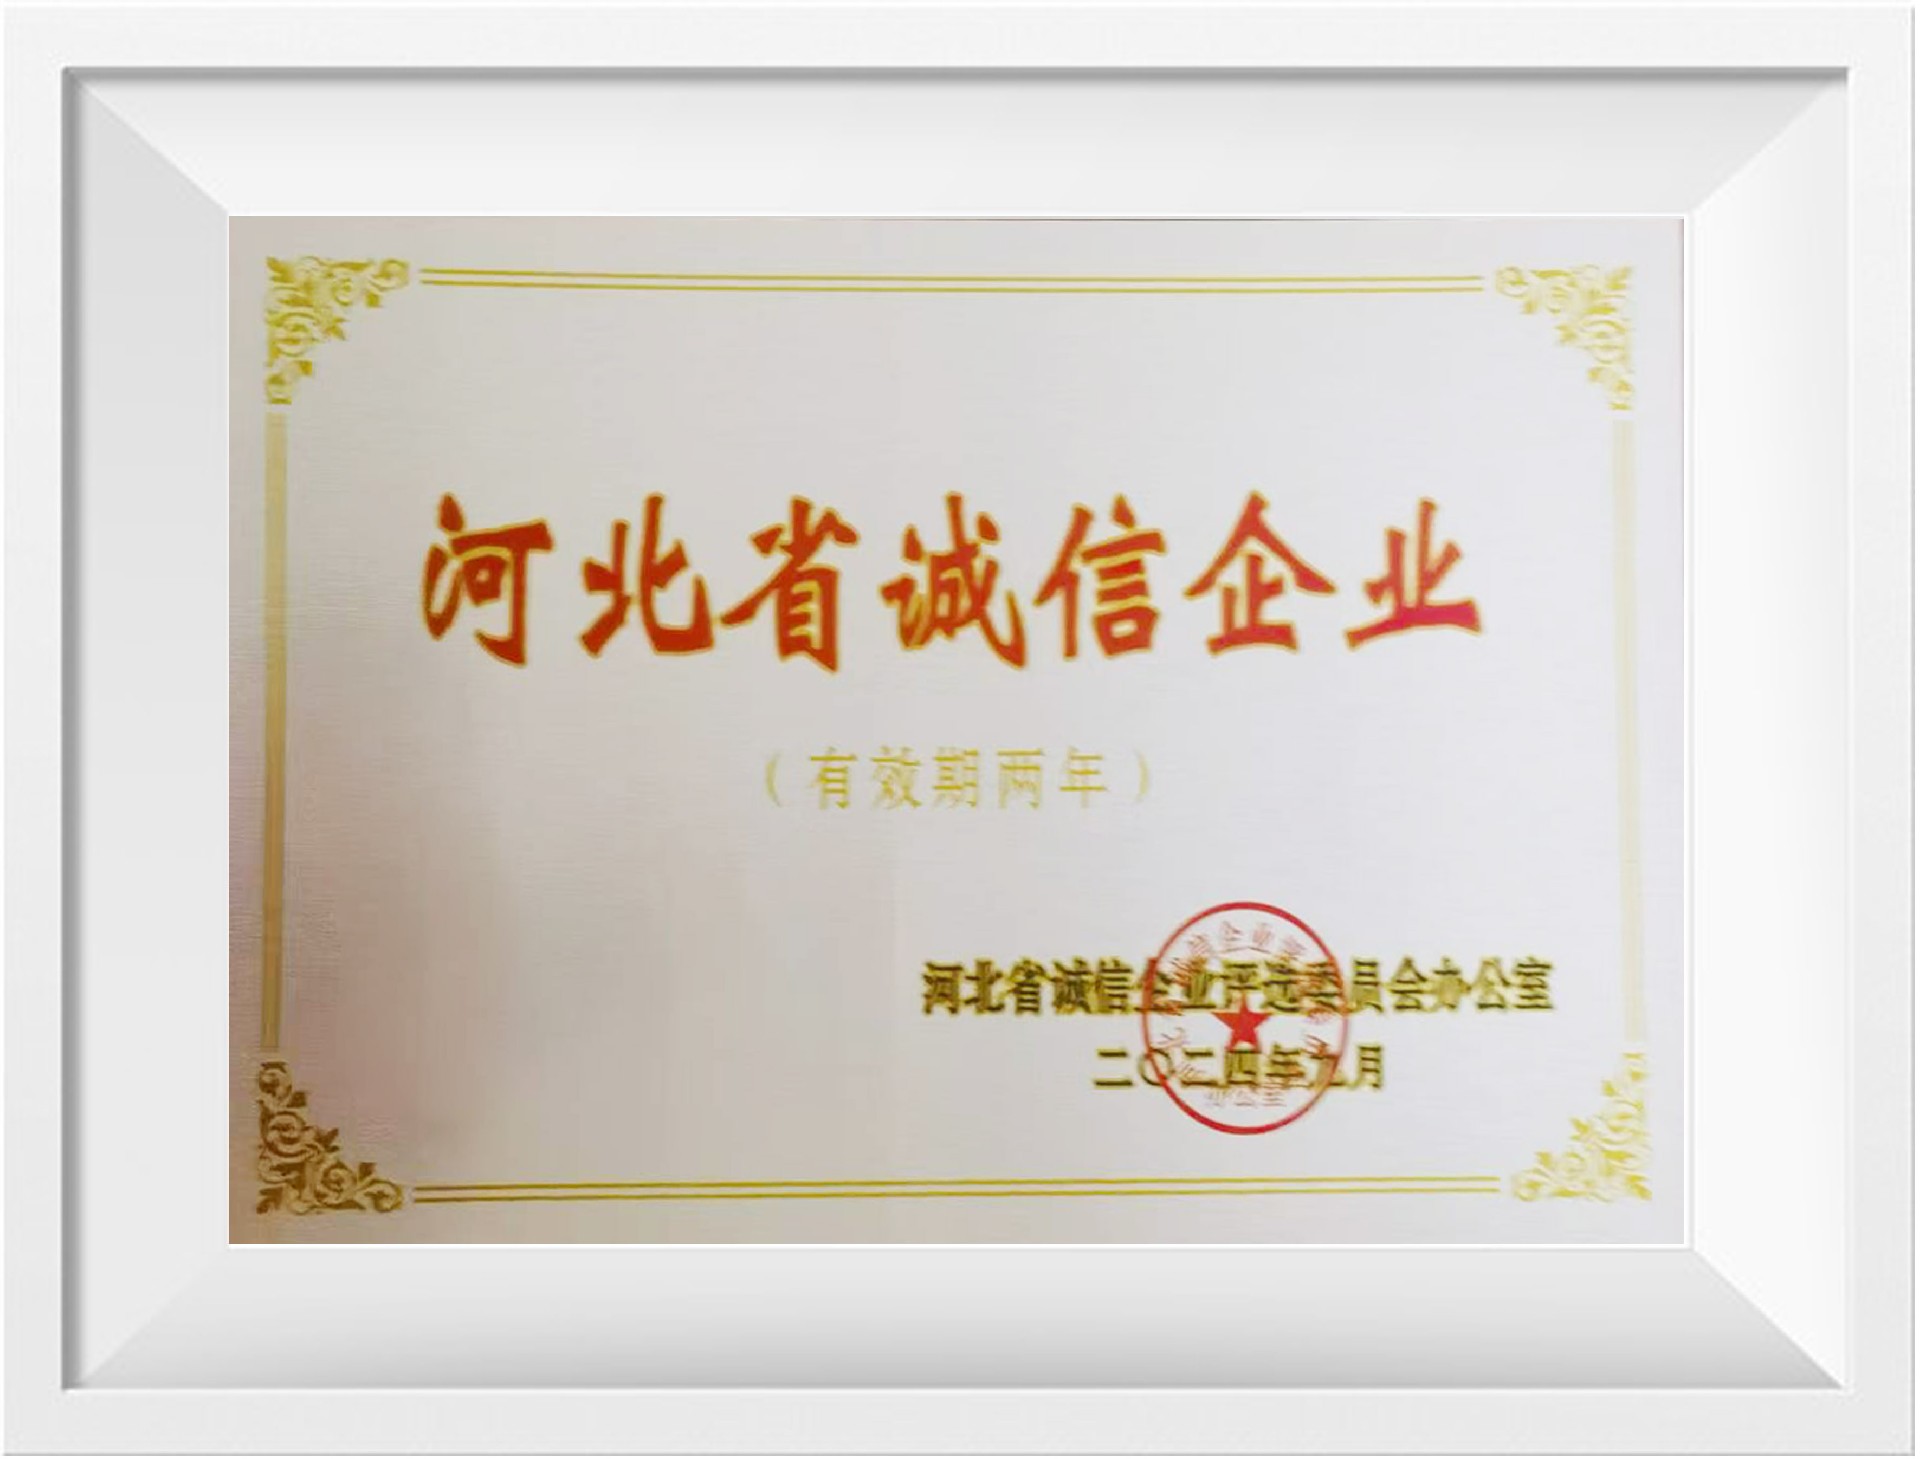 河北省诚信企业
（有效期两年）
河北省诚信企业评选委员会办公室
二〇二四年九月